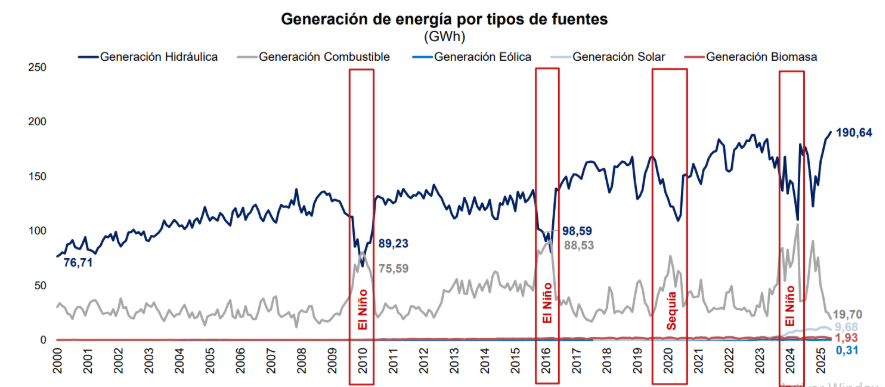 Generación de energía por tipos de fuentes
(GWh)
Generación Hidráulica Generación Combustible Generación Eólica Generación Solar Generación Biomasa
250
200
150
100
50
0
76,71
89,23
75,59
98,59
88,53
190,64
19,70
9,68
1,93
0,31
El Niño
El Niño
Sequía
El Niño
2000 2001 2002 2003 2004 2005 2006 2007 2008 2009 2010 2011 2012 2013 2014 2015 2016 2017 2018 2019 2020 2021 2022 2023 2024 2025